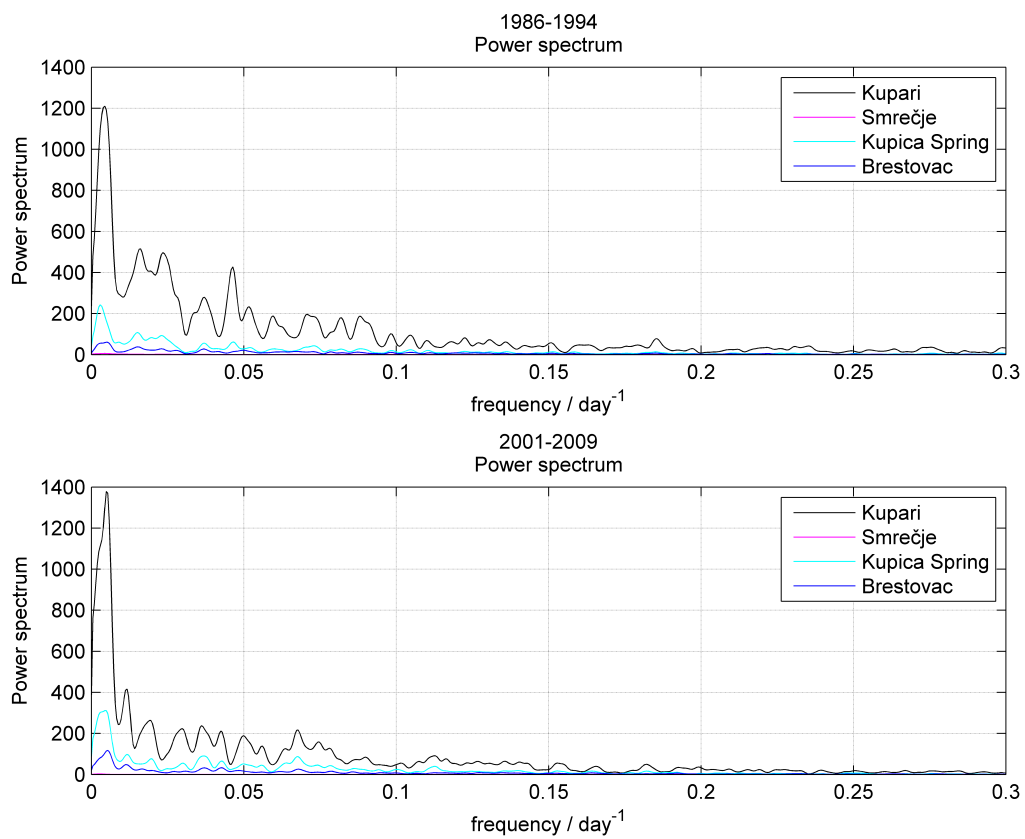 1986-1994
Power spectrum
1400
1200
1000
800
600
400
200
0
Power spectrum
Kupari
Smrečje
Kupica Spring
Brestovac
0 0.05 0.1 0.15 0.2 0.25 0.3
frequency / day-1
2001-2009
Power spectrum
1400
1200
1000
800
600
400
200
0
Power spectrum
Kupari
Smrečje
Kupica Spring
Brestovac
0 0.05 0.1 0.15 0.2 0.25 0.3
frequency / day-1